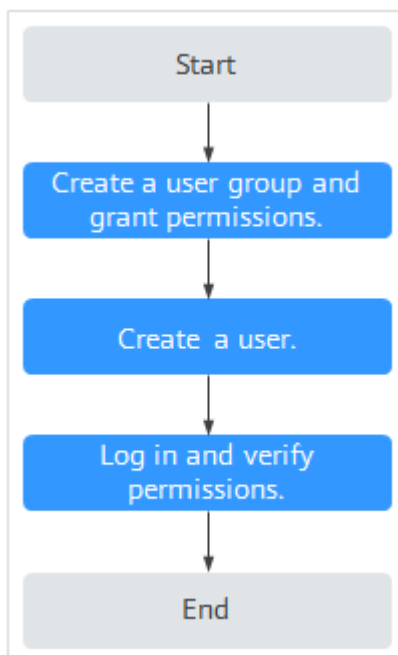 Start
Create a user group and
grant permissions.
Create a user.
Log in and verify
permissions.
End